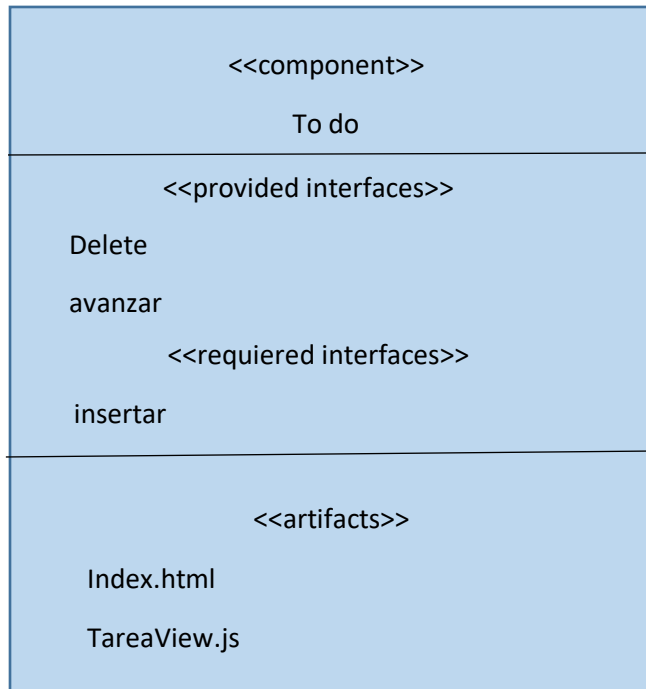 <<component>>
To do
<<provided interfaces>>
Delete
avanzar
<<requiered interfaces>>
insertar
<<artifacts>>
Index.html
TareaView.js